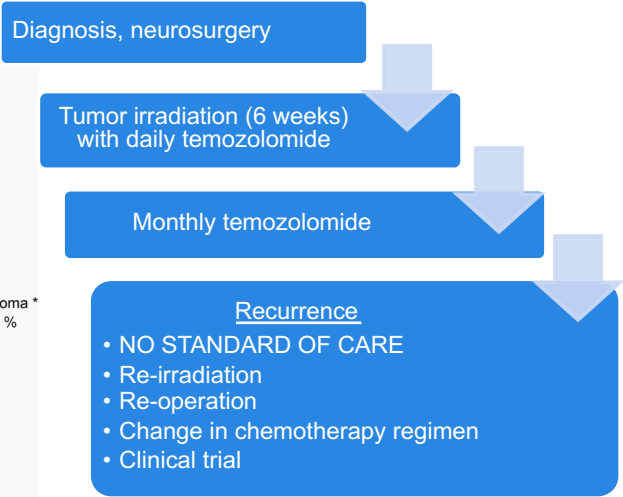 Diagnosis, neurosurgery
Tumor irradiation (6 weeks)
with daily temozolomide
Monthly temozolomide
oma *
%
Recurrence
• NO STANDARD OF CARE
• Re-irradiation
• Re-operation
• Change in chemotherapy regimen
• Clinical trial